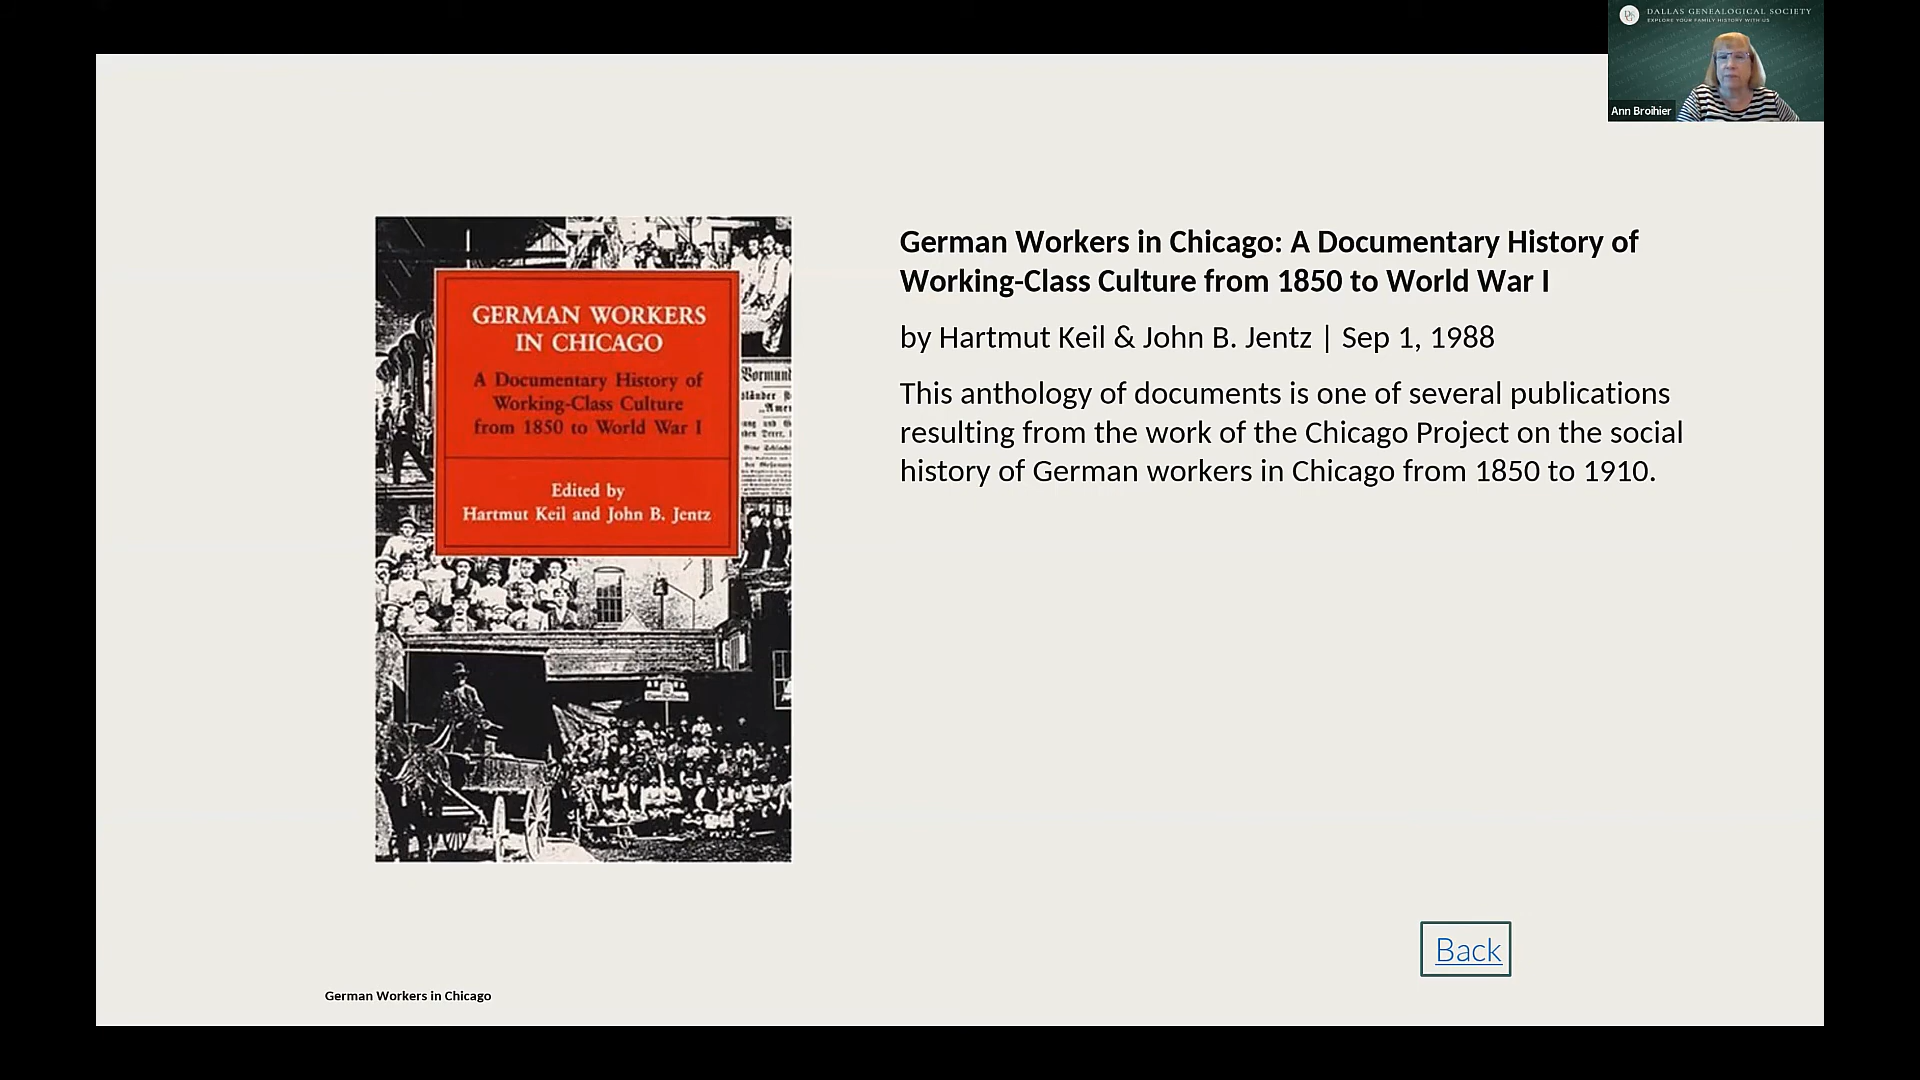 DALLAS GENEALOGICAL SOCIETY
EXPLORE YOUR FAMILY HISTORY WITH US
Ann Broihier
GERMAN WORKERS
IN CHICAGO
A Documentary History of
Working-Class Culture
from 1850 to World War I
Edited by
Hartmut Keil and John B. Jentz
German Workers in Chicago: A Documentary History of
Working-Class Culture from 1850 to World War I
by Hartmut Keil & John B. Jentz | Sep 1, 1988
This anthology of documents is one of several publications
resulting from the work of the Chicago Project on the social
history of German workers in Chicago from 1850 to 1910.
Back
German Workers in Chicago